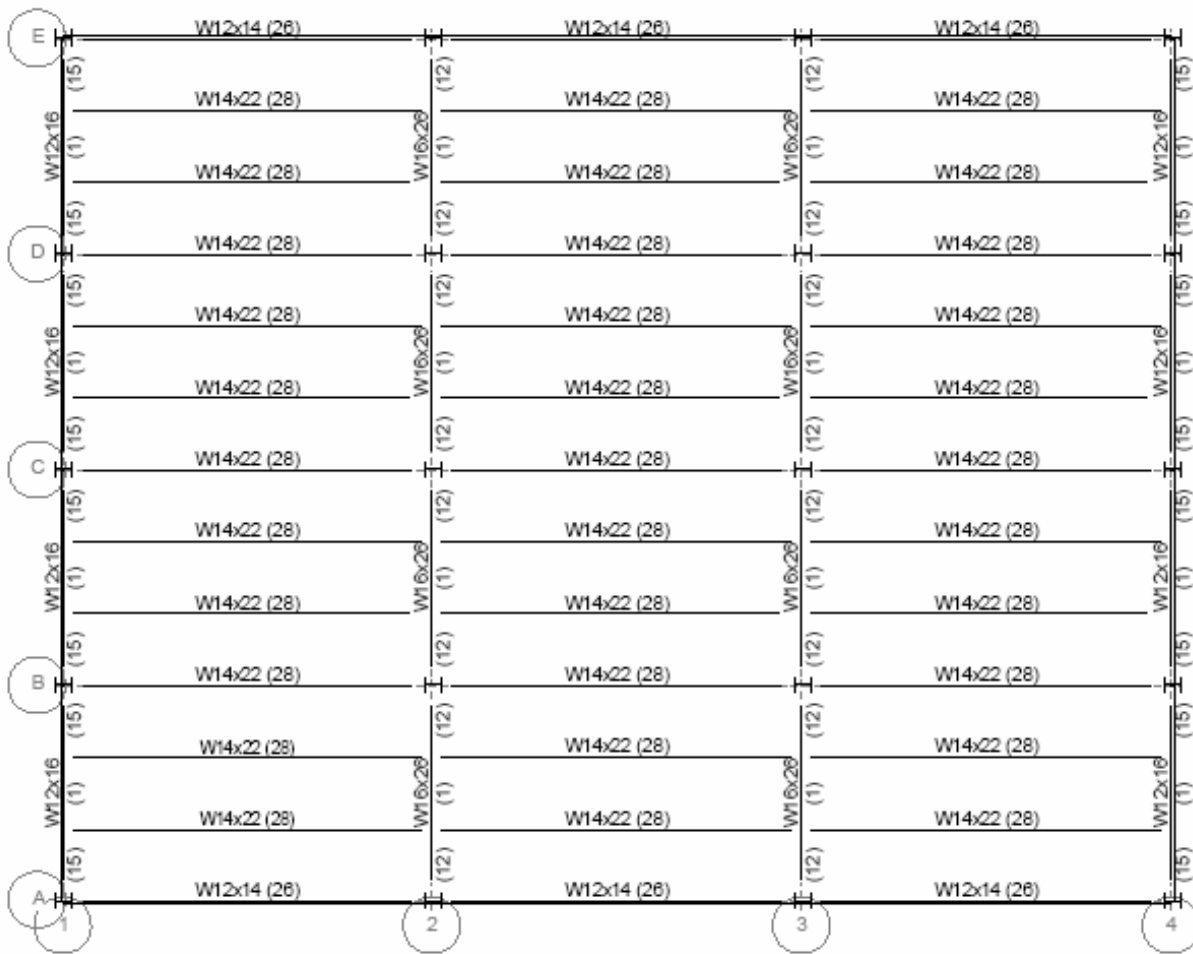 E W12x14 (26) W12x14 (26) W12x14 (26)
(15) (12) (12) (15)
W14x22 (28) W14x22 (28) W14x22 (28)
W12x16 (1) W16x26 (1) W16x26 (1) W12x16 (1)
W14x22 (28) W14x22 (28) W14x22 (28)
(15) (12) (12) (15)
D W14x22 (28) W14x22 (28) W14x22 (28)
(15) (12) (12) (15)
W14x22 (28) W14x22 (28) W14x22 (28)
W12x16 (1) W16x26 (1) W16x26 (1) W12x16 (1)
W14x22 (28) W14x22 (28) W14x22 (28)
(15) (12) (12) (15)
C W14x22 (28) W14x22 (28) W14x22 (28)
(15) (12) (12) (15)
W14x22 (28) W14x22 (28) W14x22 (28)
W12x16 (1) W16x26 (1) W16x26 (1) W12x16 (1)
W14x22 (28) W14x22 (28) W14x22 (28)
(15) (12) (12) (15)
B W14x22 (28) W14x22 (28) W14x22 (28)
(15) (12) (12) (15)
W14x22 (28) W14x22 (28) W14x22 (28)
W12x16 (1) W16x26 (1) W16x26 (1) W12x16 (1)
W14x22 (28) W14x22 (28) W14x22 (28)
(15) (12) (12) (15)
A W12x14 (26) W12x14 (26) W12x14 (26)
1 2 3 4